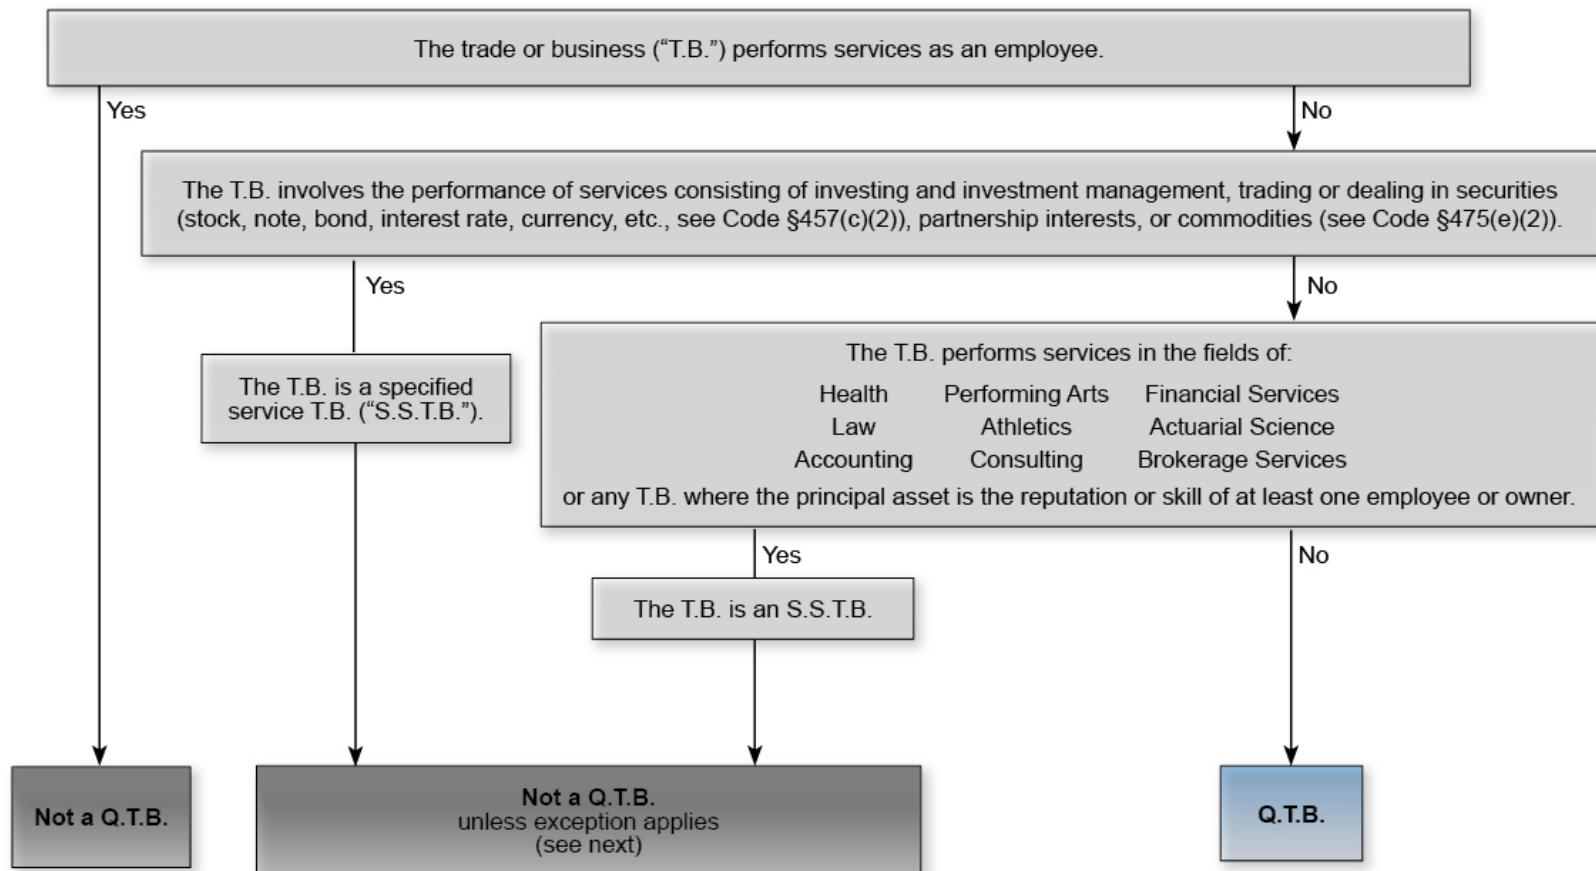 The trade or business (“T.B.”) performs services as an employee.
Yes
No
The T.B. involves the performance of services consisting of investing and investment management, trading or dealing in securities
(stock, note, bond, interest rate, currency, etc., see Code §457(c)(2)), partnership interests, or commodities (see Code §475(e)(2)).
Yes
No
The T.B. is a specified
service T.B. (“S.S.T.B.”).
The T.B. performs services in the fields of:
Health Performing Arts Financial Services
Law Athletics Actuarial Science
Accounting Consulting Brokerage Services
or any T.B. where the principal asset is the reputation or skill of at least one employee or owner.
Yes
No
The T.B. is an S.S.T.B.
Not a Q.T.B.
Not a Q.T.B.
unless exception applies
(see next)
Q.T.B.